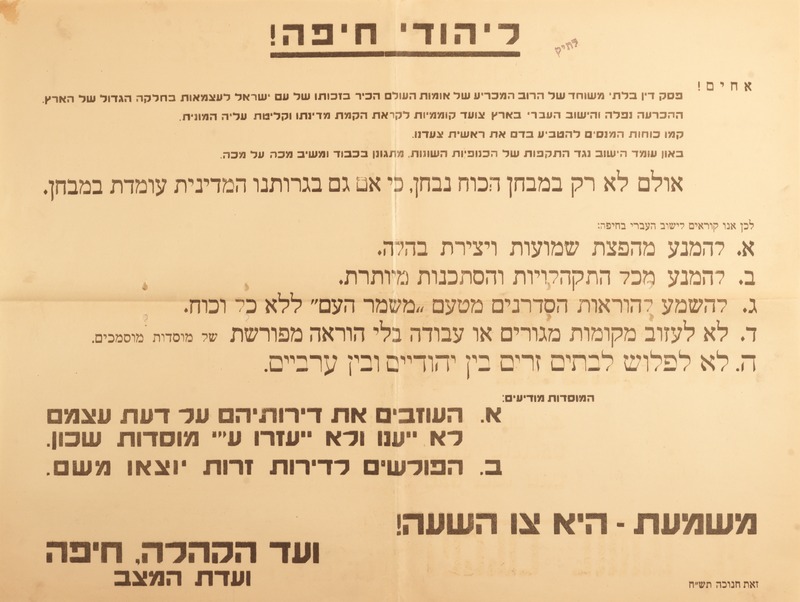 ליהודי חיפה!
לתיק
אחים!
פסק דין בלתי משוחד של הרוב המכריע של אומות העולם הכיר בזכותו של עם ישראל לעצמאות בחלקה הגדול של הארץ.
ההכרעה נפלה והישוב העברי בארץ צועד קוממיות לקראת הקמת מדינתו וקליטת עליה המונית.
קמו כוחות המנסים להטביע בדם את ראשית צעדנו.
באון עומד הישוב נגד התקפות של הכנופיות השונות, מתגונן בכבוד ומשיב מכה על מכה.
אולם לא רק במבחן הכוח נבחן, כי אם גם בגרותנו המדינית עומדת במבחן.
לכן אנו קוראים לישוב העברי בחיפה:
א. להמנע מהפצת שמועות ויצירת בהלה.
ב. להמנע מכל התקהלויות והסתכנות מיותרת.
ג. להשמע להוראות הסדרנים מטעם "משמר העם" ללא כל וכוח.
ד. לא לעזוב מקומות מגורים או עבודה בלי הוראה מפורשת של מוסדות מוסמכים.
ה. לא לפלוש לבתים זרים בין יהודיים ובין ערביים.
המוסדות מודיעים:
א. העוזבים את דירותיהם על דעת עצמם
לא ייענו ולא ייעזרו ע"י מוסדות שכון.
ב. הפולשים לדירות זרות יוצאו משם.
משמעת - היא צו השעה!
ועד הקהלה, חיפה
ועדת המצב
זאת חנוכה תש"ח